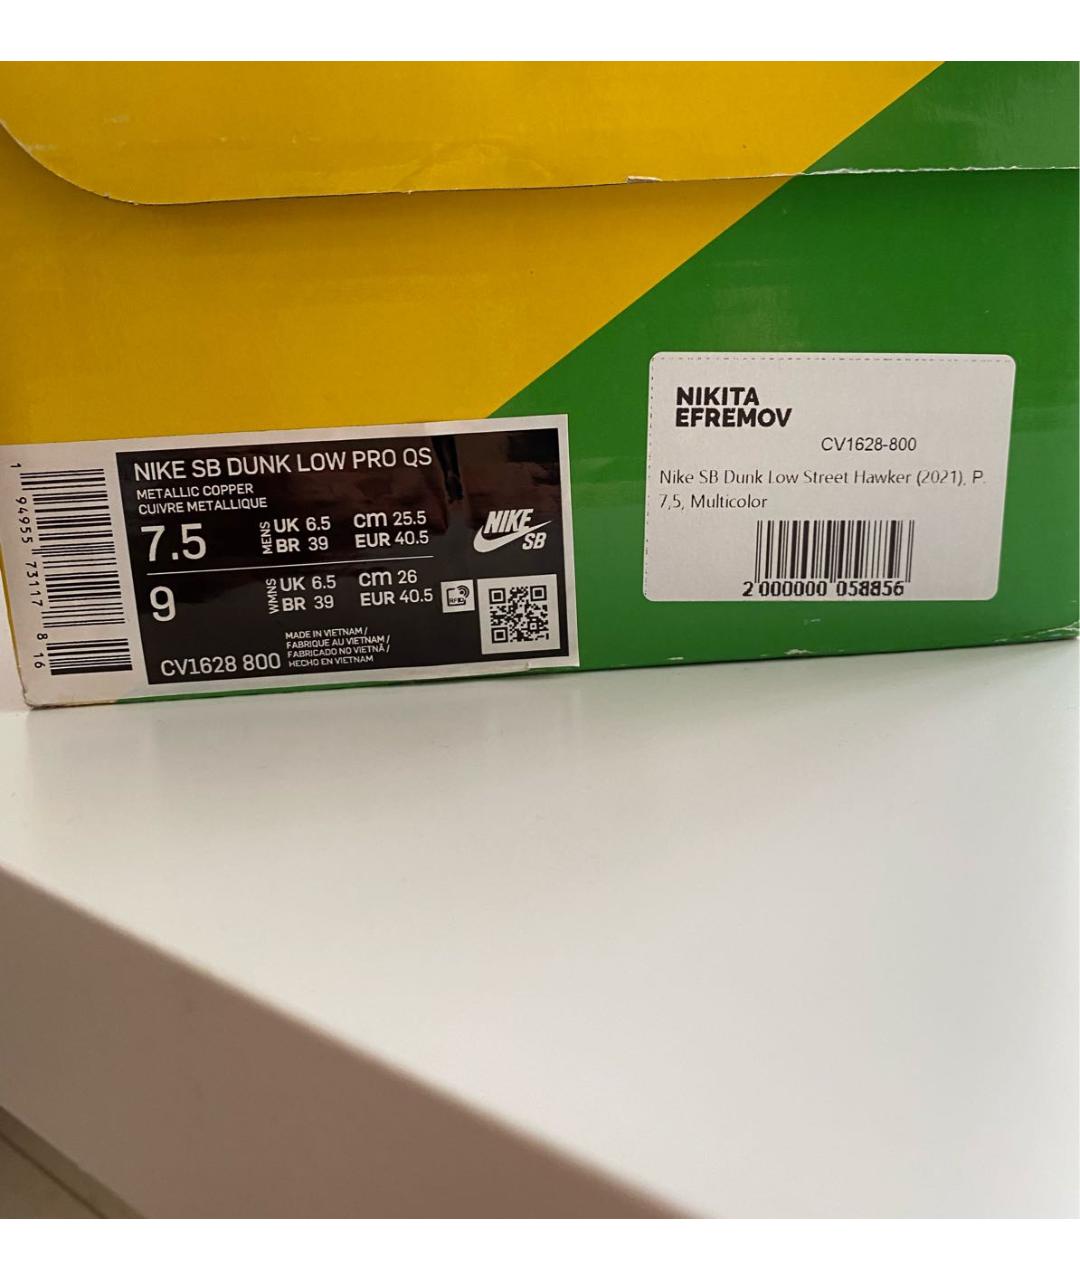 1 94955 73117 8 16
NIKE SB DUNK LOW PRO QS
METALLIC COPPER
CUIVRE METALLIQUE
7.5 MENS UK 6.5 cm 25.5
BR 39 EUR 40.5
9 WMNS UK 6.5 cm 26
BR 39 EUR 40.5
RFID
NIKE
SB
CV1628 800
MADE IN VIETNAM /
FABRIQUE AU VIETNAM /
FABRICADO NO VIETNÃ /
HECHO EN VIETNAM
NIKITA
EFREMOV
CV1628-800
Nike SB Dunk Low Street Hawker (2021), P.
7,5, Multicolor
2 000000 058856